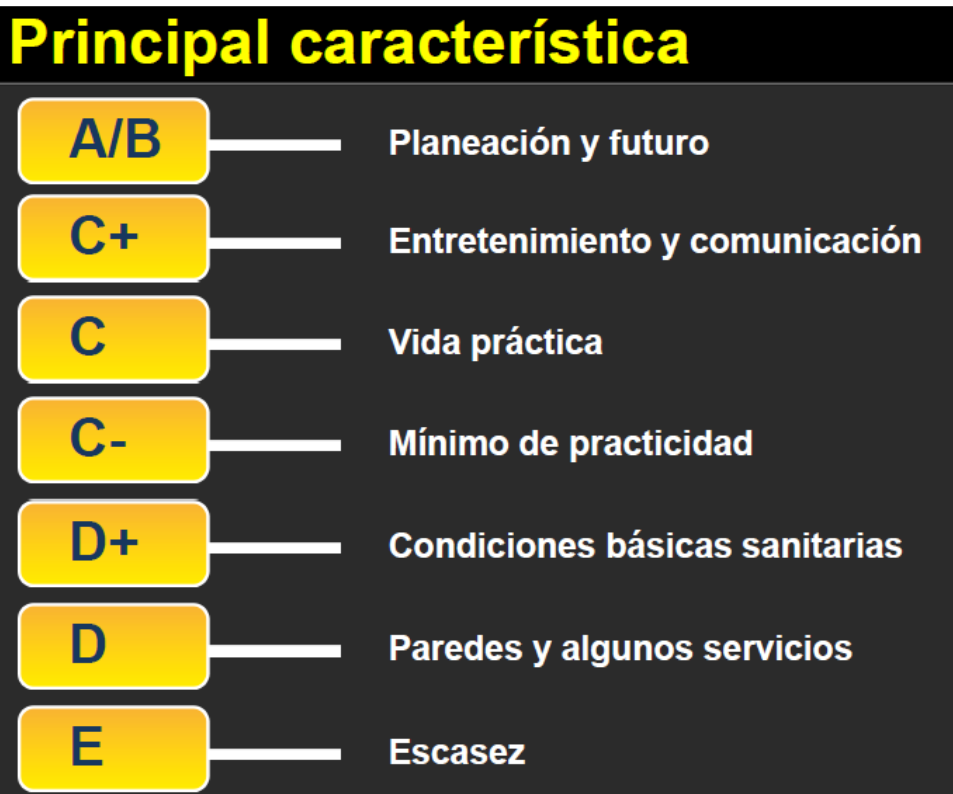 Principal característica
A/B Planeación y futuro
C+ Entretenimiento y comunicación
C Vida práctica
C- Mínimo de practicidad
D+ Condiciones básicas sanitarias
D Paredes y algunos servicios
E Escasez